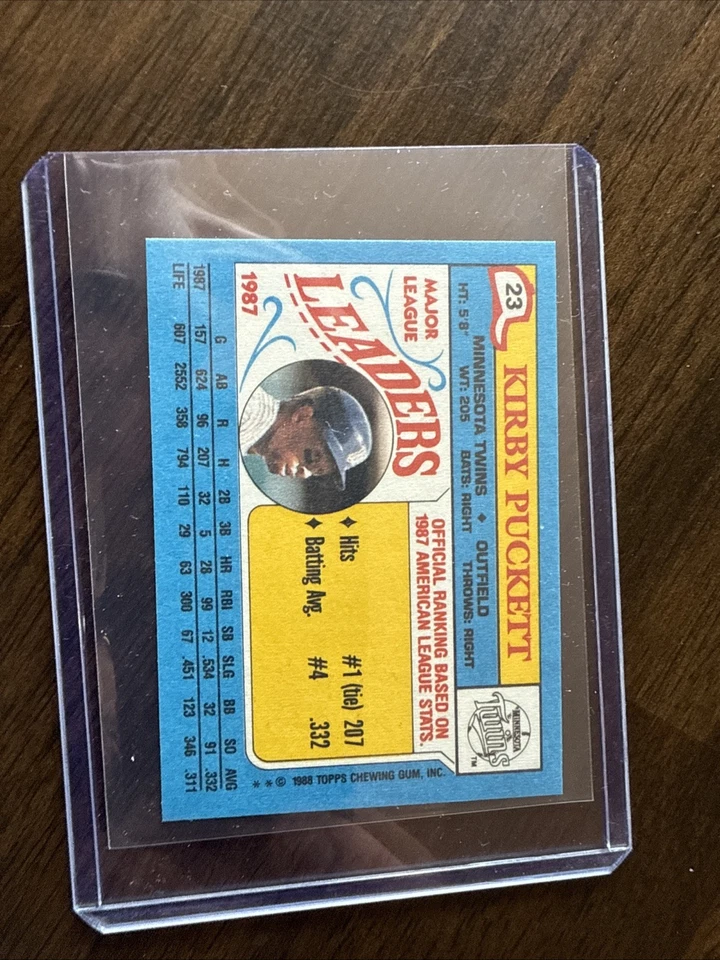 23
KIRBY PUCKETT
MINNESOTA TWINS ♦ OUTFIELD
HT: 5'8" WT: 205 BATS: RIGHT THROWS: RIGHT
MINNESOTA
Twins
TM
MAJOR
LEAGUE
LEADERS
1987
OFFICIAL RANKING BASED ON
1987 AMERICAN LEAGUE STATS.
♦ Hits #1 (tie) 207
♦ Batting Avg. #4 .332
* * © 1988 TOPPS CHEWING GUM, INC.
G AB R H 2B 3B HR RBI SB SLG BB SO AVG
1987 157 624 96 207 32 5 28 99 12 .534 32 91 .332
LIFE 607 2552 358 794 110 29 63 300 67 .451 123 346 .311